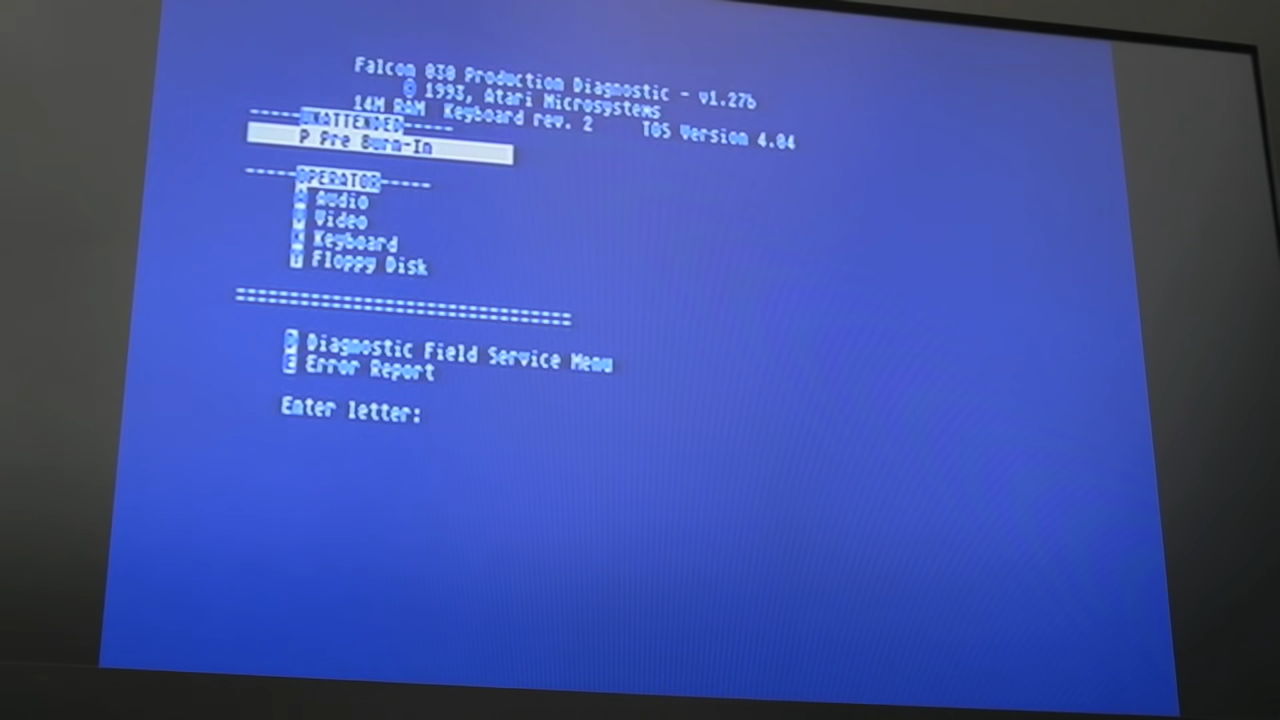 Falcon 030 Production Diagnostic - v1.27b
© 1993, Atari Microsystems
14M RAM Keyboard rev. 2 TOS Version 4.04
-----UNATTENDED-----
P Pre Burn-In
-----OPERATOR-----
A Audio
V Video
K Keyboard
T Floppy Disk
==============================
D Diagnostic Field Service Menu
E Error Report
Enter letter: